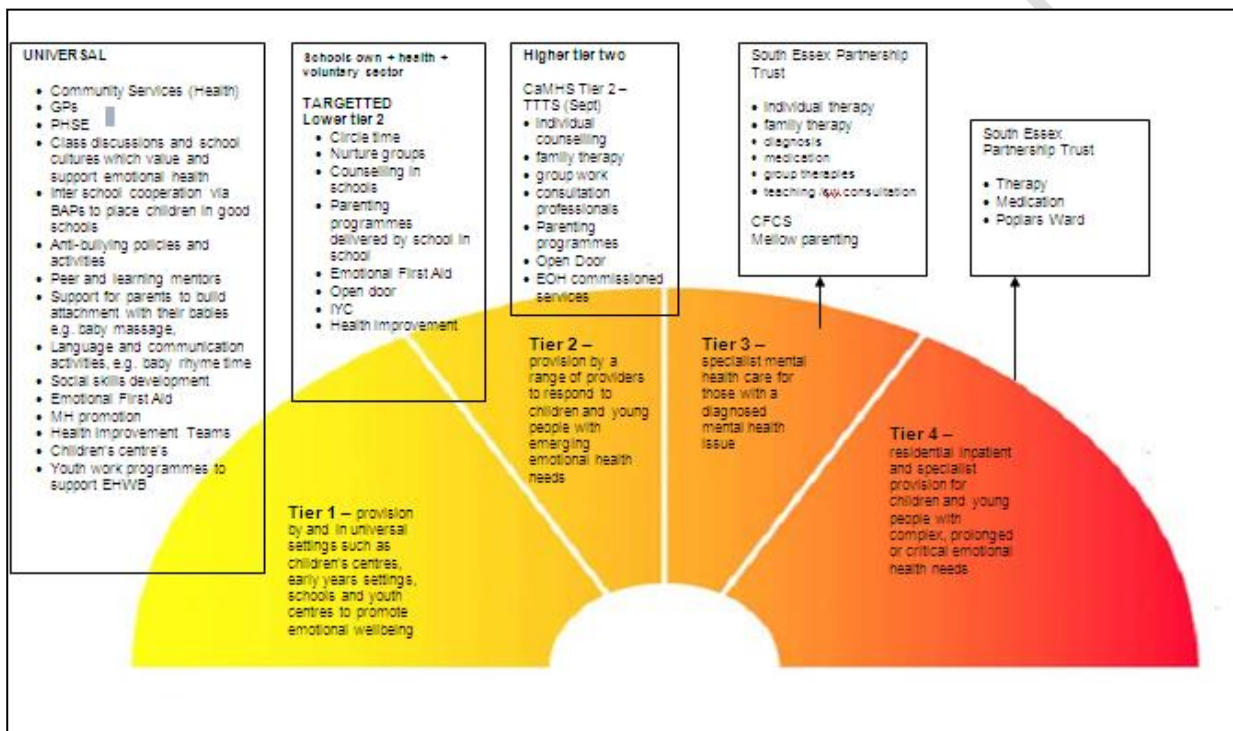 UNIVERSAL
• Community Services (Health)
• GPs
• PHSE
• Class discussions and school
cultures which value and
support emotional health
• Inter school cooperation via
BAPs to place children in good
schools
• Anti-bullying policies and
activities
• Peer and learning mentors
• Support for parents to build
attachment with their babies
e.g. baby massage,
• Language and communication
activities, e.g. baby rhyme time
• Social skills development
• Emotional First Aid
• MH promotion
• Health Improvement Teams
• Children's centre's
• Youth work programmes to
support EHWB
Schools own + health +
voluntary sector
TARGETTED
Lower tier 2
• Circle time
• Nurture groups
• Counselling in
schools
• Parenting
programmes
delivered by school in
school
• Emotional First Aid
• Open door
• IYC
• Health Improvement
Higher tier two
CaMHS Tier 2 –
TTTS (Sept)
• Individual
counselling
• family therapy
• group work
• consultation
professionals
• Parenting
programmes
• Open Door
• EOH commissioned
services
South Essex Partnership
Trust
• individual therapy
• family therapy
• diagnosis
• medication
• group therapies
• teaching consultation
CFCS
Mellow parenting
South Essex
Partnership Trust
• Therapy
• Medication
• Poplars Ward
Tier 1 – provision
by and in universal
settings such as
children's centres,
early years settings,
schools and youth
centres to promote
emotional wellbeing
Tier 2 –
provision by a
range of providers
to respond to
children and young
people with
emerging
emotional health
needs
Tier 3 –
specialist mental
health care for
those with a
diagnosed
mental health
issue
Tier 4 –
residential inpatient
and specialist
provision for
children and young
people with
complex, prolonged
or critical emotional
health needs